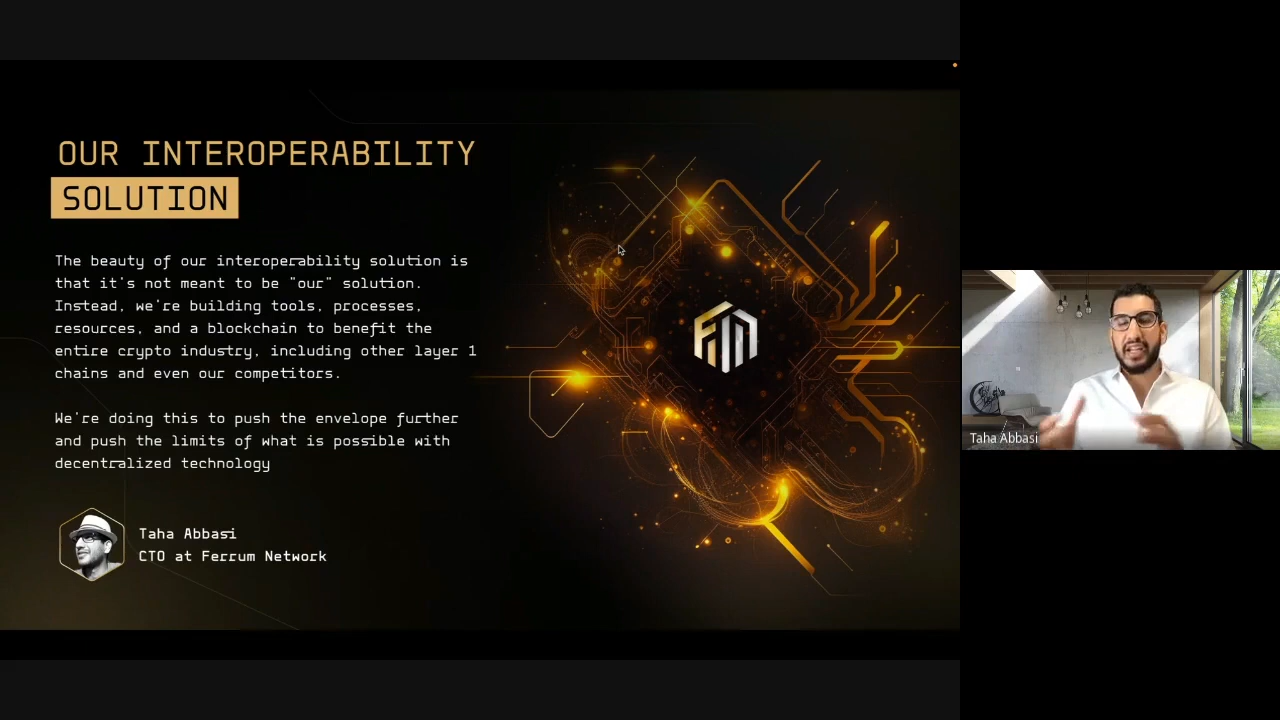 OUR INTEROPERABILITY
SOLUTION
The beauty of our interoperability solution is
that it's not meant to be "our" solution.
Instead, we're building tools, processes,
resources, and a blockchain to benefit the
entire crypto industry, including other layer 1
chains and even our competitors.
We're doing this to push the envelope further
and push the limits of what is possible with
decentralized technology
Taha Abbasi
CTO at Ferrum Network
Taha Abbasi